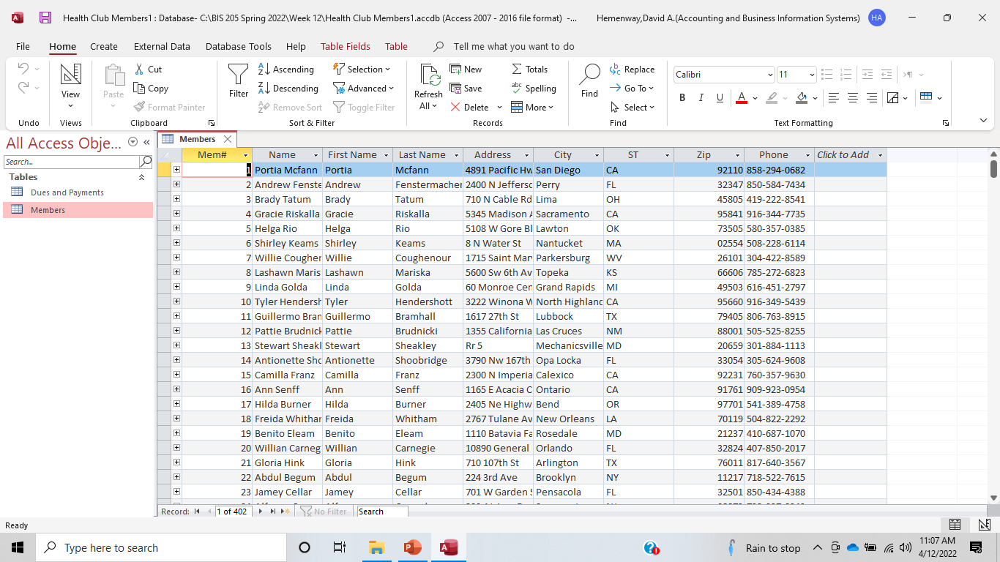 Health Club Members1 : Database- C:\BIS 205 Spring 2022\Week 12\Health Club Members1.accdb (Access 2007 - 2016 file format) -... Hemenway,David A.(Accounting and Business Information Systems) HA
File Home Create External Data Database Tools Help Table Fields Table Tell me what you want to do
View Paste Cut Copy Format Painter
Filter Ascending Descending Remove Sort Selection Advanced Toggle Filter
Refresh All New Save Delete Totals Spelling More
Find Replace Go To Select
Calibri 11
B I U A
Undo Views Clipboard Sort & Filter Records Find Text Formatting
All Access Obje... «
Search...
Tables
Dues and Payments
Members
Members
Mem# Name First Name Last Name Address City ST Zip Phone Click to Add
1 Portia Mcfann Portia Mcfann 4891 Pacific Hw San Diego CA 92110 858-294-0682
2 Andrew Fenste Andrew Fenstermacher 2400 N Jefferso Perry FL 32347 850-584-7434
3 Brady Tatum Brady Tatum 710 N Cable Rd Lima OH 45805 419-222-8541
4 Gracie Riskalla Gracie Riskalla 5345 Madison A Sacramento CA 95841 916-344-7735
5 Helga Rio Helga Rio 5108 W Gore Bl Lawton OK 73505 580-357-0385
6 Shirley Keams Shirley Keams 8 N Water St Nantucket MA 02554 508-228-6114
7 Willie Cougher Willie Coughenour 1715 Saint Mar Parkersburg WV 26101 304-422-8589
8 Lashawn Maris Lashawn Mariska 5600 Sw 6th Av Topeka KS 66606 785-272-6823
9 Linda Golda Linda Golda 60 Monroe Cen Grand Rapids MI 49503 616-451-2797
10 Tyler Hendersh Tyler Hendershott 3222 Winona W North Highland CA 95660 916-349-5439
11 Guillermo Bran Guillermo Bramhall 1617 27th St Lubbock TX 79405 806-763-8915
12 Pattie Brudnick Pattie Brudnicki 1355 California Las Cruces NM 88001 505-525-8255
13 Stewart Sheakl Stewart Sheakley Rr 5 Mechanicsville MD 20659 301-884-1113
14 Antionette Sho Antionette Shoobridge 3790 Nw 167th Opa Locka FL 33054 305-624-9608
15 Camilla Franz Camilla Franz 2300 N Imperia Calexico CA 92231 760-357-9630
16 Ann Senff Ann Senff 1165 E Acacia C Ontario CA 91761 909-923-0954
17 Hilda Burner Hilda Burner 2405 Ne Highw Bend OR 97701 541-389-4758
18 Freida Whithar Freida Whitham 2767 Tulane Av New Orleans LA 70119 504-822-2292
19 Benito Eleam Benito Eleam 1110 Batavia Fa Rosedale MD 21237 410-687-1070
20 Willian Carneg Willian Carnegie 10890 General Orlando FL 32824 407-850-2017
21 Gloria Hink Gloria Hink 710 107th St Arlington TX 76011 817-640-3567
22 Abdul Begum Abdul Begum 224 3rd Ave Brooklyn NY 11217 718-522-7615
23 Jamey Cellar Jamey Cellar 701 W Garden S Pensacola FL 32501 850-434-4388
Record: 1 of 402 No Filter Search
Ready
Type here to search Rain to stop 11:07 AM
4/12/2022